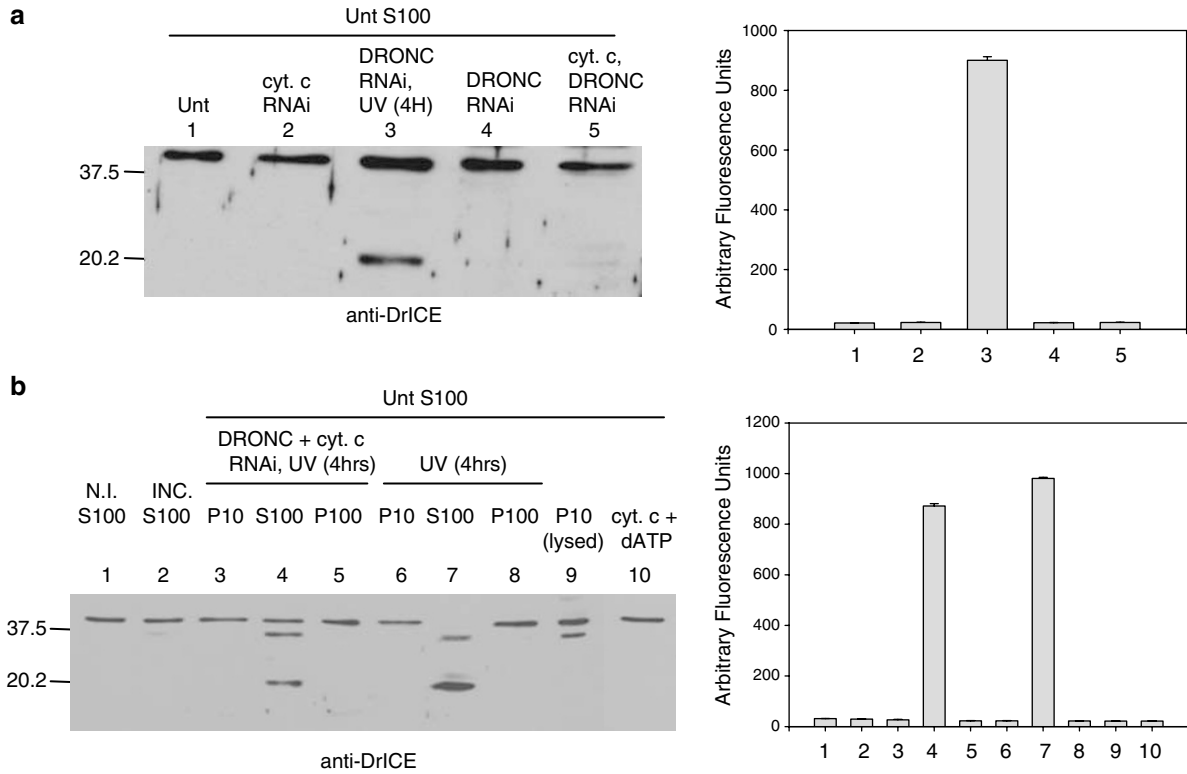 a
Unt S100
Unt
1
cyt. c
RNAi
2
DRONC
RNAi,
UV (4H)
3
DRONC
RNAi
4
cyt. c,
DRONC
RNAi
5
37.5
20.2
anti-DrICE
Arbitrary Fluorescence Units
1000
800
600
400
200
0
1 2 3 4 5
b
Unt S100
DRONC + cyt. c
RNAi, UV (4hrs)
UV (4hrs)
N.I.
S100
INC.
S100
P10 S100 P100 P10 S100 P100 P10
(lysed)
cyt. c +
dATP
1 2 3 4 5 6 7 8 9 10
37.5
20.2
anti-DrICE
Arbitrary Fluorescence Units
1200
1000
800
600
400
200
0
1 2 3 4 5 6 7 8 9 10